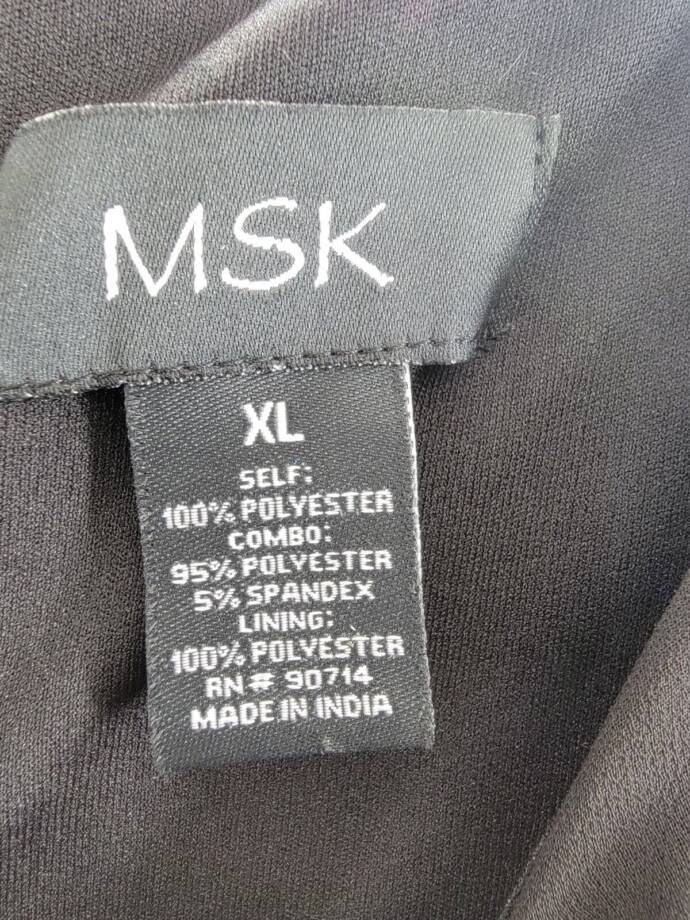 MSK
XL
SELF:
100% POLYESTER
COMBO:
95% POLYESTER
5% SPANDEX
LINING:
100% POLYESTER
RN# 90714
MADE IN INDIA